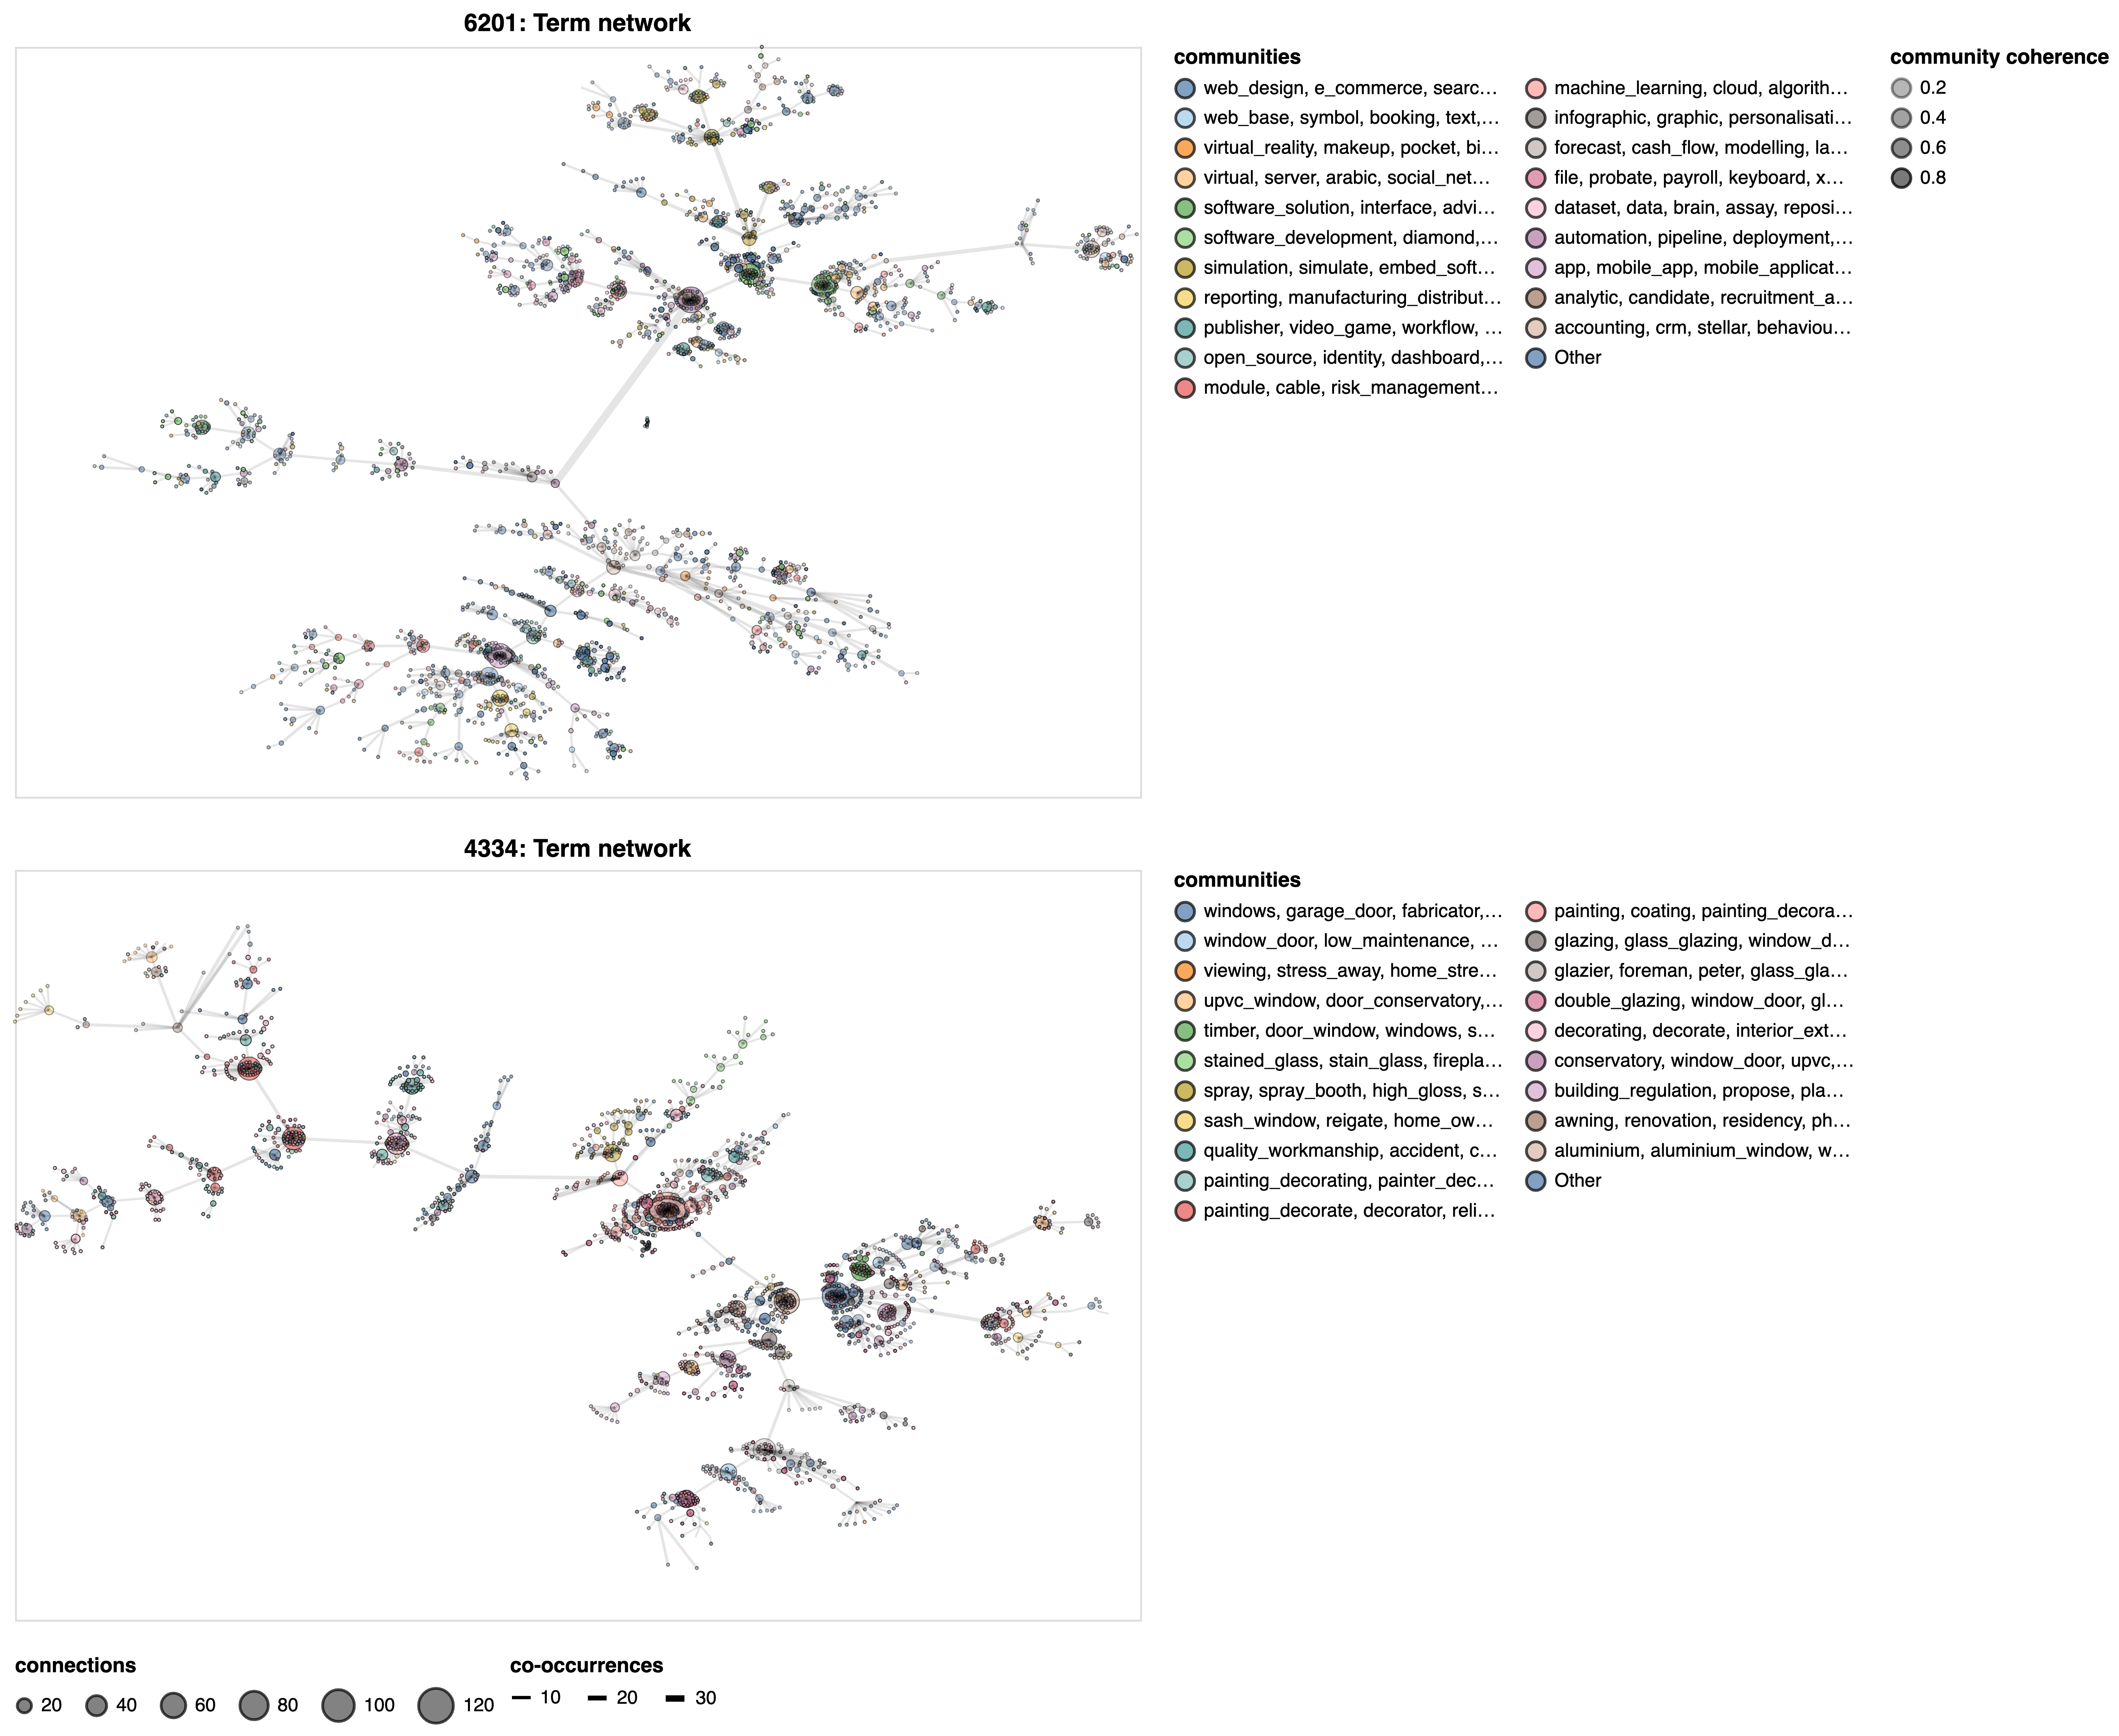 6201: Term network
communities
web_design, e_commerce, searc…
web_base, symbol, booking, text,…
virtual_reality, makeup, pocket, bi…
virtual, server, arabic, social_net…
software_solution, interface, advi…
software_development, diamond,…
simulation, simulate, embed_soft…
reporting, manufacturing_distribut…
publisher, video_game, workflow, …
open_source, identity, dashboard,…
module, cable, risk_management…
machine_learning, cloud, algorith…
infographic, graphic, personalisati…
forecast, cash_flow, modelling, la…
file, probate, payroll, keyboard, x…
dataset, data, brain, assay, reposi…
automation, pipeline, deployment,…
app, mobile_app, mobile_applicat…
analytic, candidate, recruitment_a…
accounting, crm, stellar, behaviou…
Other
community coherence
0.2
0.4
0.6
0.8
4334: Term network
communities
windows, garage_door, fabricator,…
window_door, low_maintenance, …
viewing, stress_away, home_stre…
upvc_window, door_conservatory,…
timber, door_window, windows, s…
stained_glass, stain_glass, firepla…
spray, spray_booth, high_gloss, s…
sash_window, reigate, home_ow…
quality_workmanship, accident, c…
painting_decorating, painter_dec…
painting_decorate, decorator, reli…
painting, coating, painting_decora…
glazing, glass_glazing, window_d…
glazier, foreman, peter, glass_gla…
double_glazing, window_door, gl…
decorating, decorate, interior_ext…
conservatory, window_door, upvc,…
building_regulation, propose, pla…
awning, renovation, residency, ph…
aluminium, aluminium_window, w…
Other
connections
20 40 60 80 100 120
co-occurrences
10 20 30